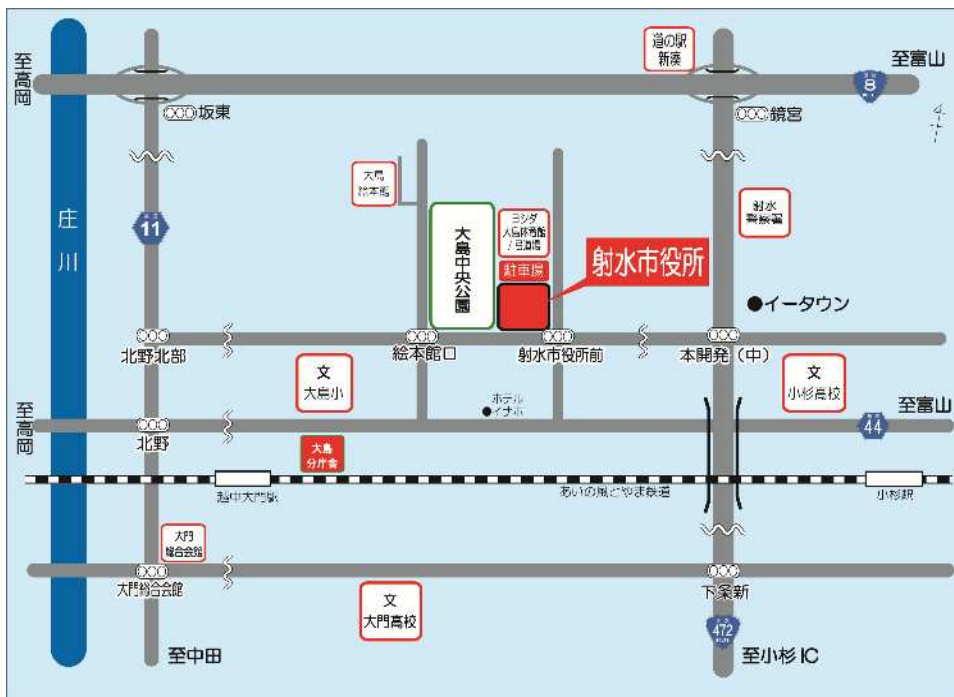 道の駅
新湊
至高岡
至富山
8
坂東
鏡宮
大島
絵本館
ヨシダ
大島体育館
/弓道場
射水
警察署
庄川
11
大島中央公園
駐車場
射水市役所
●イータウン
北野北部
絵本館口
射水市役所前
本開発(中)
文
大島小
ホテル
●イナホ
文
小杉高校
至高岡
至富山
北野
44
大島
分庁舎
越中大門駅
あいの風とやま鉄道
小杉駅
大門
総合会館
大門総合会館
下条新
文
大門高校
472
至中田
至小杉IC